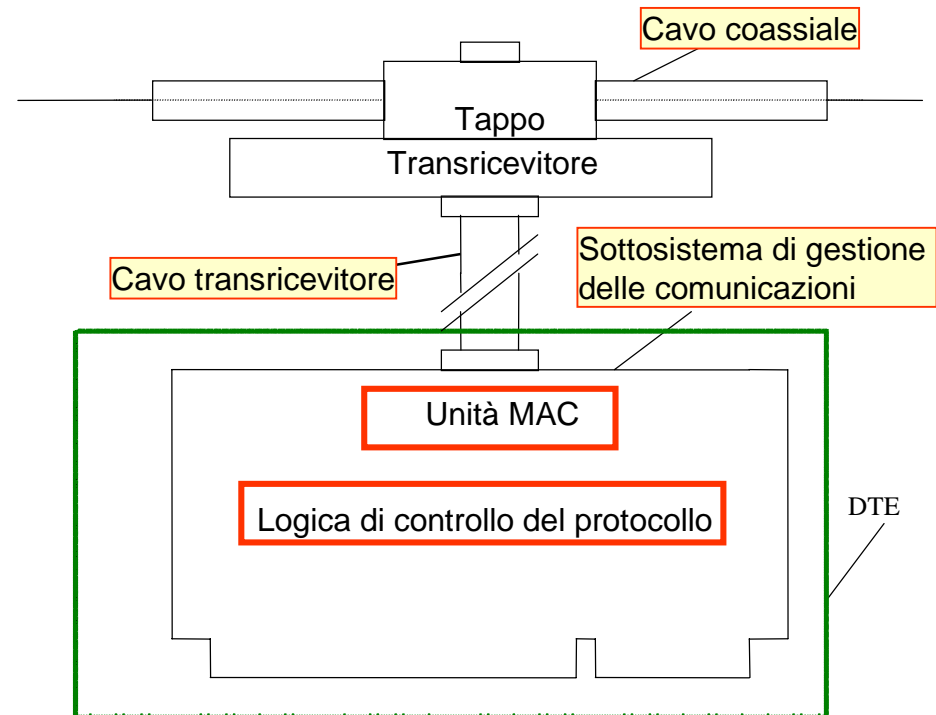 Cavo coassiale
Tappo
Transricevitore
Sottosistema di gestione
delle comunicazioni
Cavo transricevitore
Unità MAC
Logica di controllo del protocollo
DTE